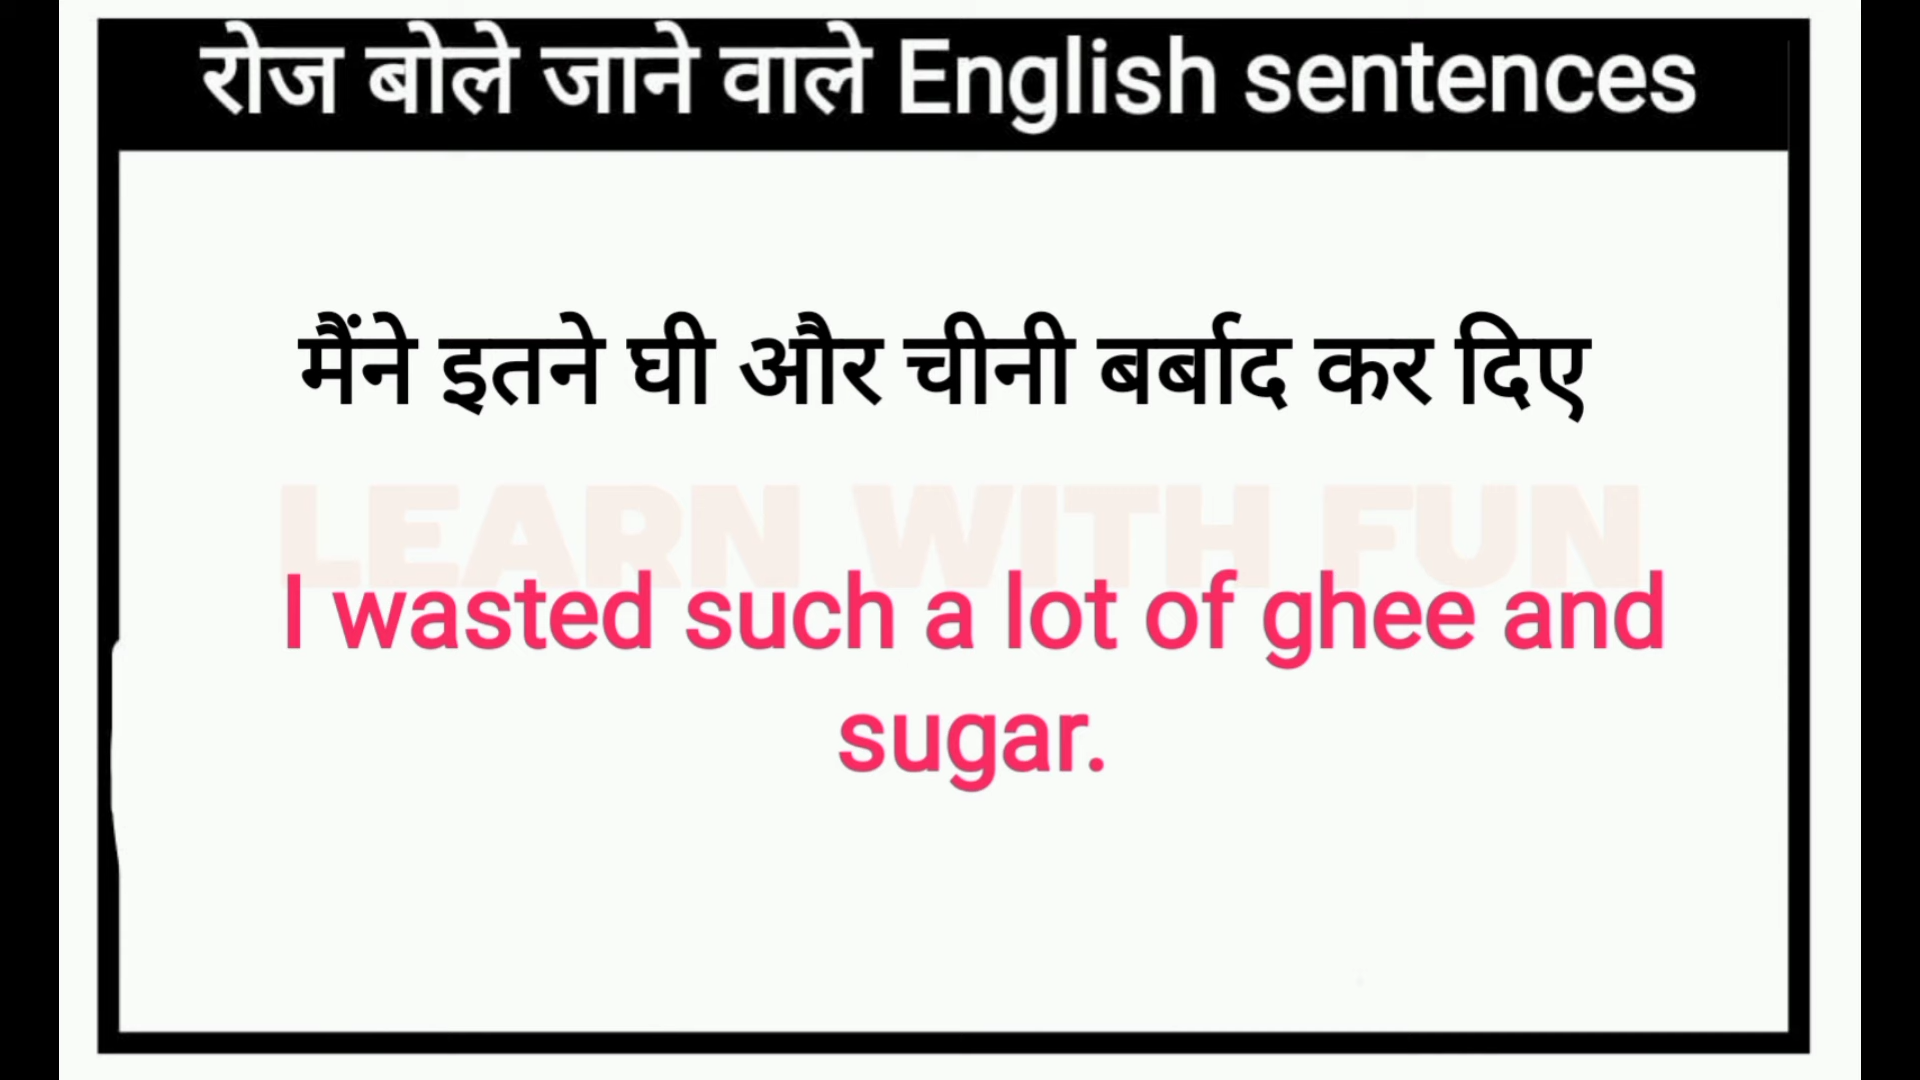 रोज बोले जाने वाले English sentences
मैंने इतने घी और चीनी बर्बाद कर दिए
LEARN WITH FUN
I wasted such a lot of ghee and
sugar.